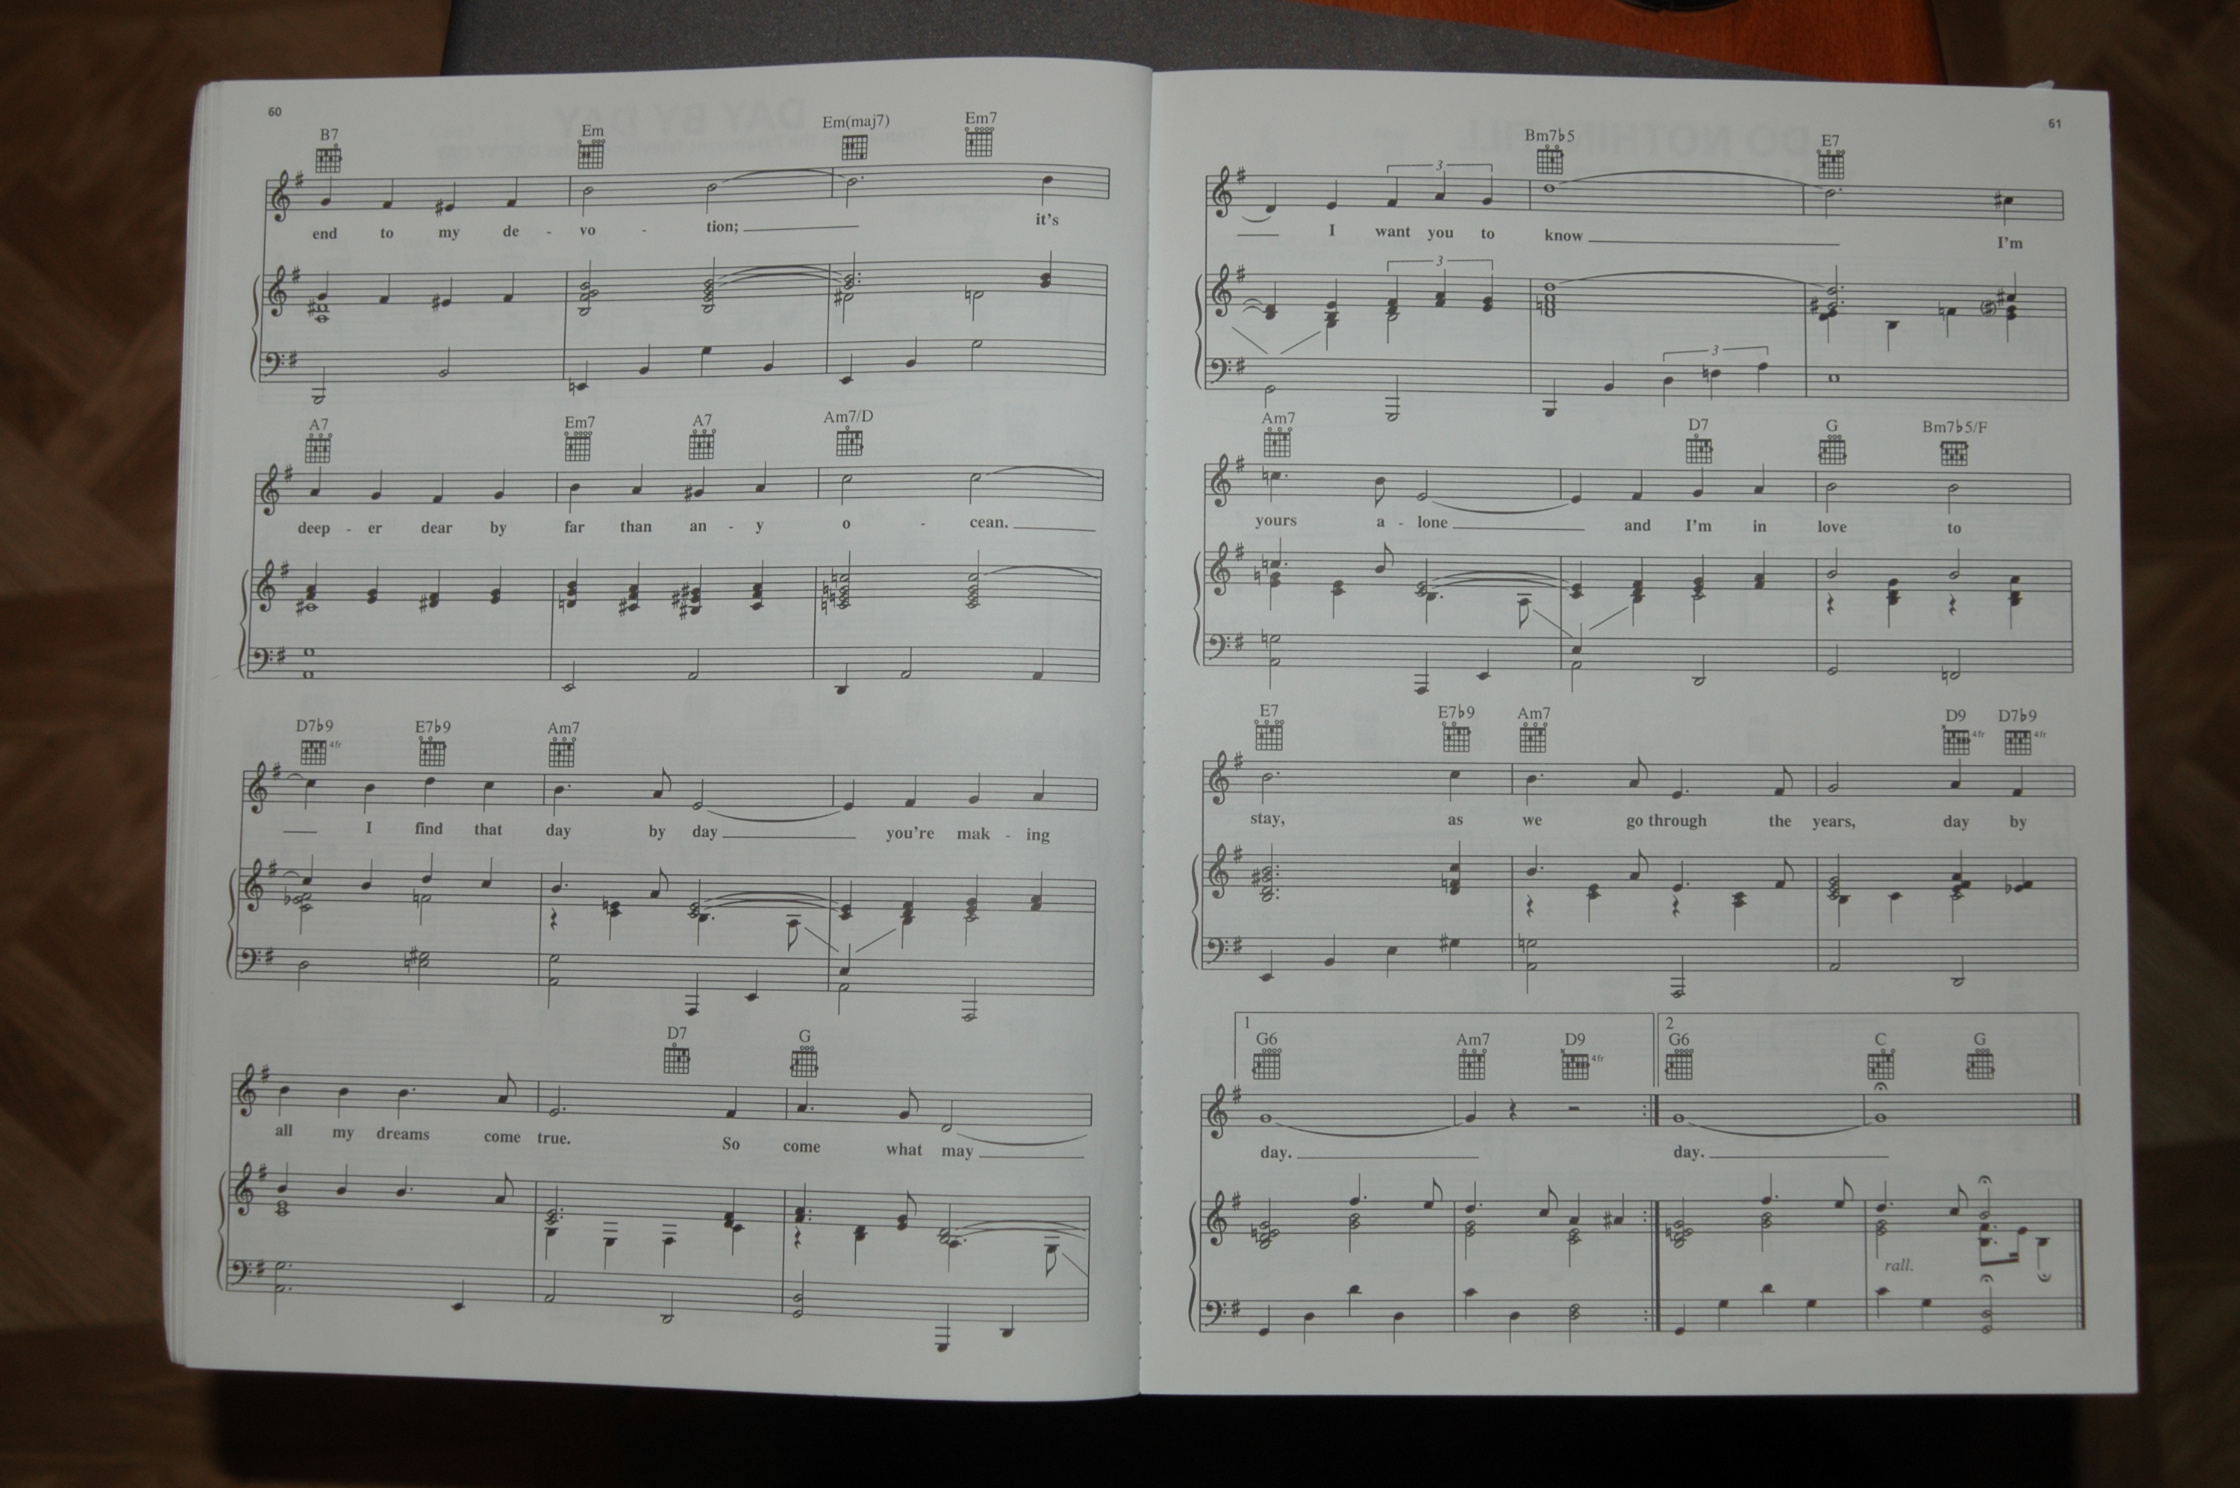 60
B7 Em Em(maj7) Em7
end to my de - vo - tion; it's
A7 Em7 A7 Am7/D
deep - er dear by far than an - y o - cean.
D7♭9 4fr E7♭9 Am7
I find that day by day you're mak - ing
D7 G
all my dreams come true. So come what may
61
Bm7♭5 E7
3
I want you to know I'm
3
3
Am7 D7 G Bm7♭5/F
yours a - lone and I'm in love to
E7 E7♭9 Am7 D9 4fr D7♭9 4fr
stay, as we go through the years, day by
1 2
G6 Am7 D9 4fr G6 C G
day. day.
rall.